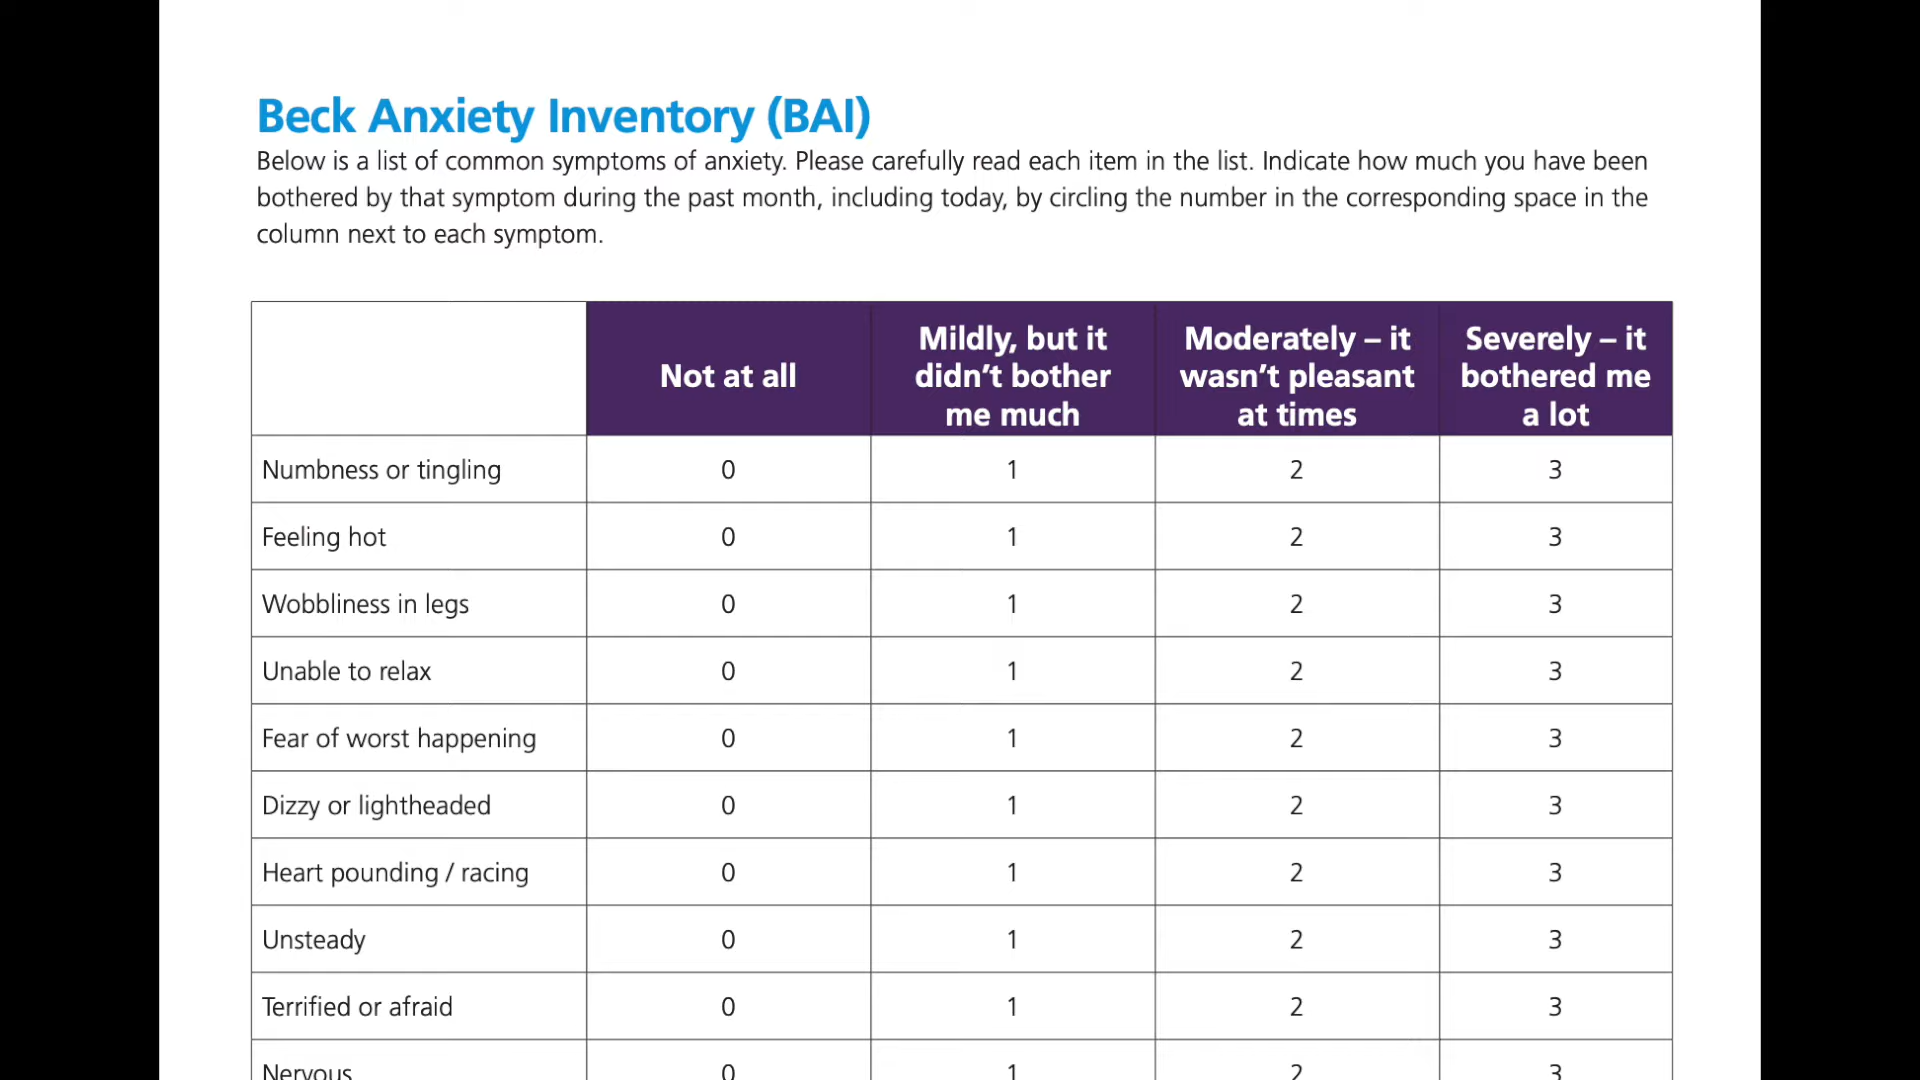 Beck Anxiety Inventory (BAI)
Below is a list of common symptoms of anxiety. Please carefully read each item in the list. Indicate how much you have been
bothered by that symptom during the past month, including today, by circling the number in the corresponding space in the
column next to each symptom.
Not at all
Mildly, but it
didn’t bother
me much
Moderately – it
wasn’t pleasant
at times
Severely – it
bothered me
a lot
Numbness or tingling 0 1 2 3
Feeling hot 0 1 2 3
Wobbliness in legs 0 1 2 3
Unable to relax 0 1 2 3
Fear of worst happening 0 1 2 3
Dizzy or lightheaded 0 1 2 3
Heart pounding / racing 0 1 2 3
Unsteady 0 1 2 3
Terrified or afraid 0 1 2 3
Nervous 0 1 2 3